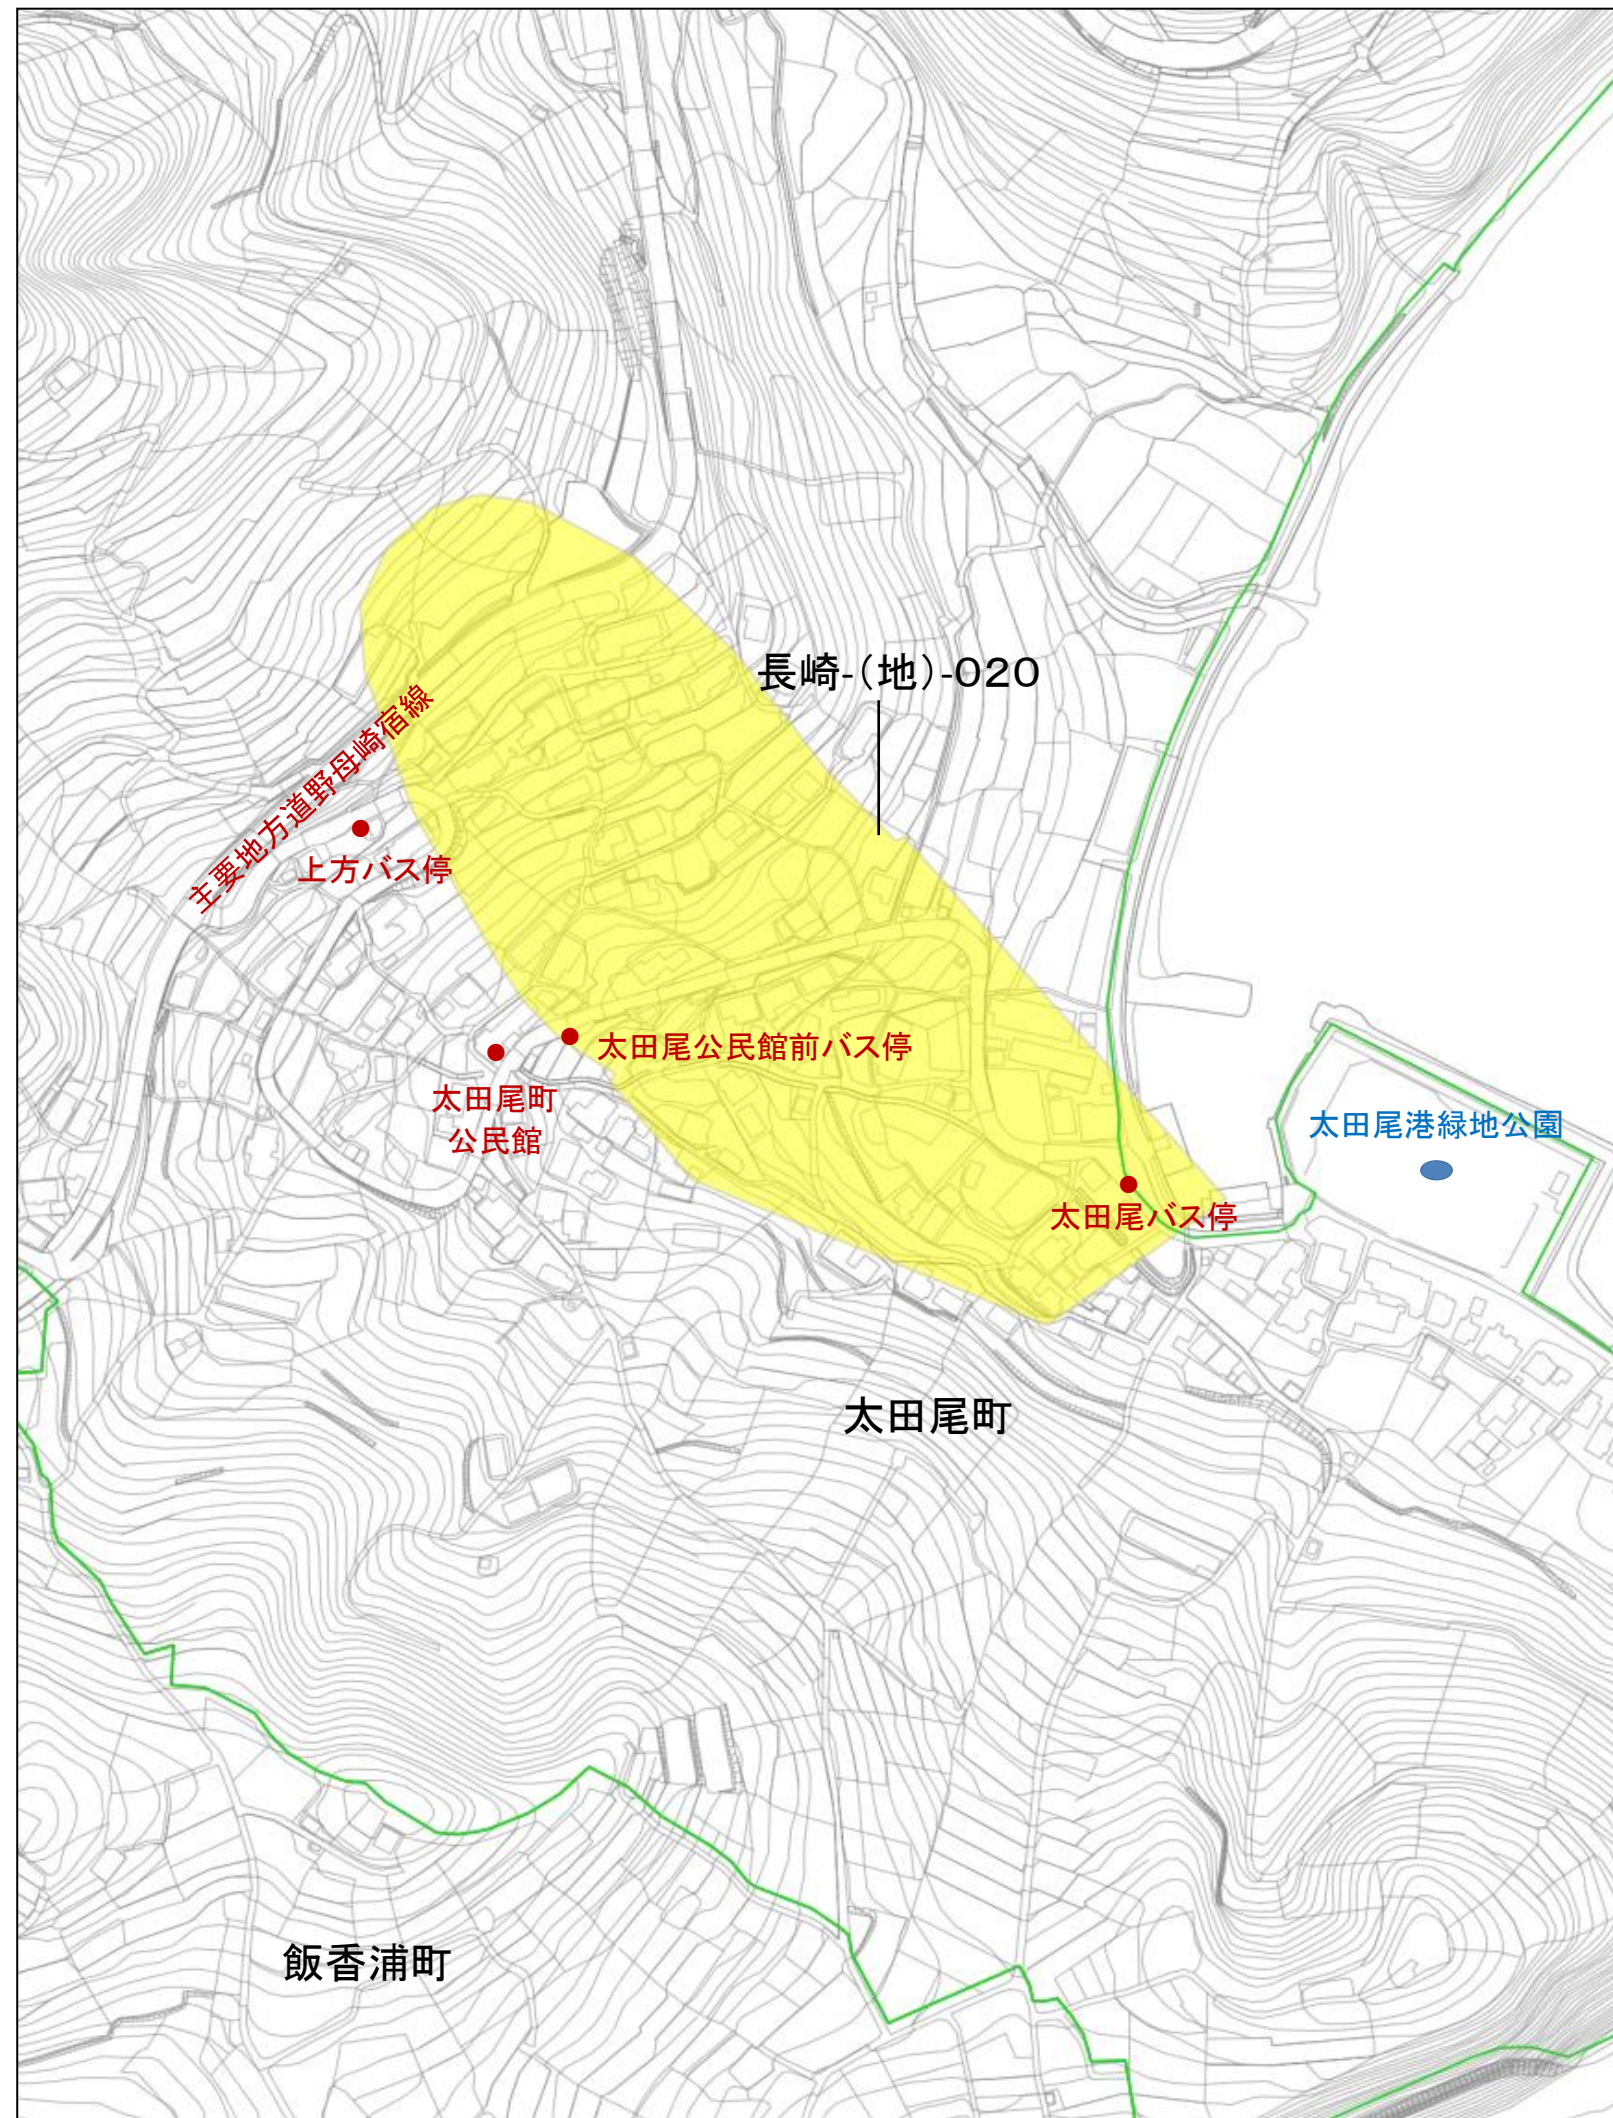 長崎-(地)-020
主要地方道野母崎宿線
上方バス停
太田尾公民館前バス停
太田尾町
公民館
太田尾港緑地公園
太田尾バス停
太田尾町
飯香浦町